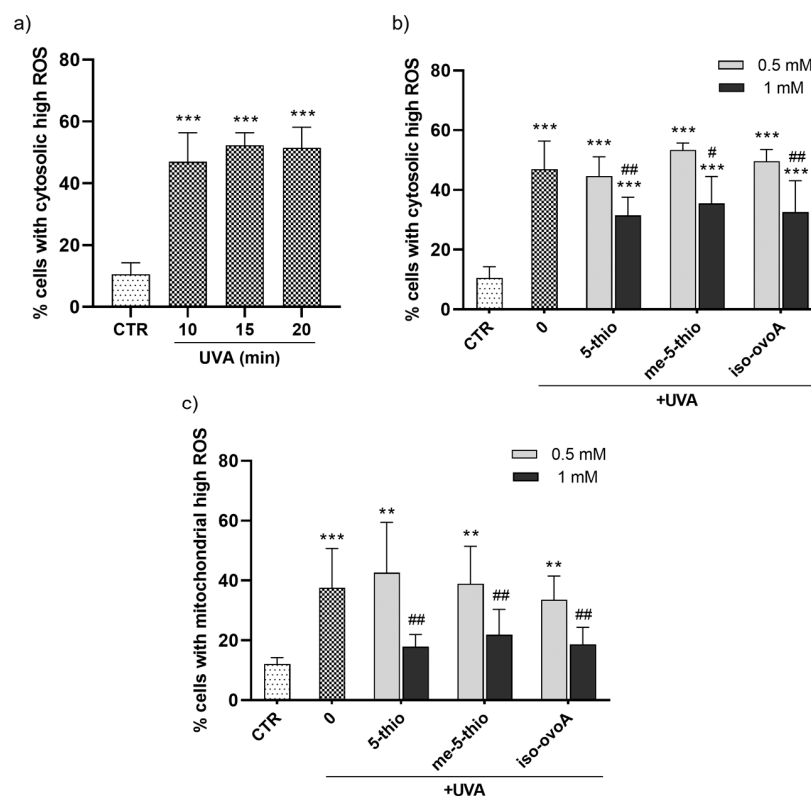 a)
% cells with cytosolic high ROS
80
60
40
20
0
***
***
***
CTR
10
15
20
UVA (min)
b)
% cells with cytosolic high ROS
80
60
40
20
0
0.5 mM
1 mM
***
***
##
***
***
#
***
***
##
***
CTR
0
5-thio
me-5-thio
iso-ovoA
+UVA
c)
% cells with mitochondrial high ROS
80
60
40
20
0
0.5 mM
1 mM
***
**
##
**
##
**
##
CTR
0
5-thio
me-5-thio
iso-ovoA
+UVA